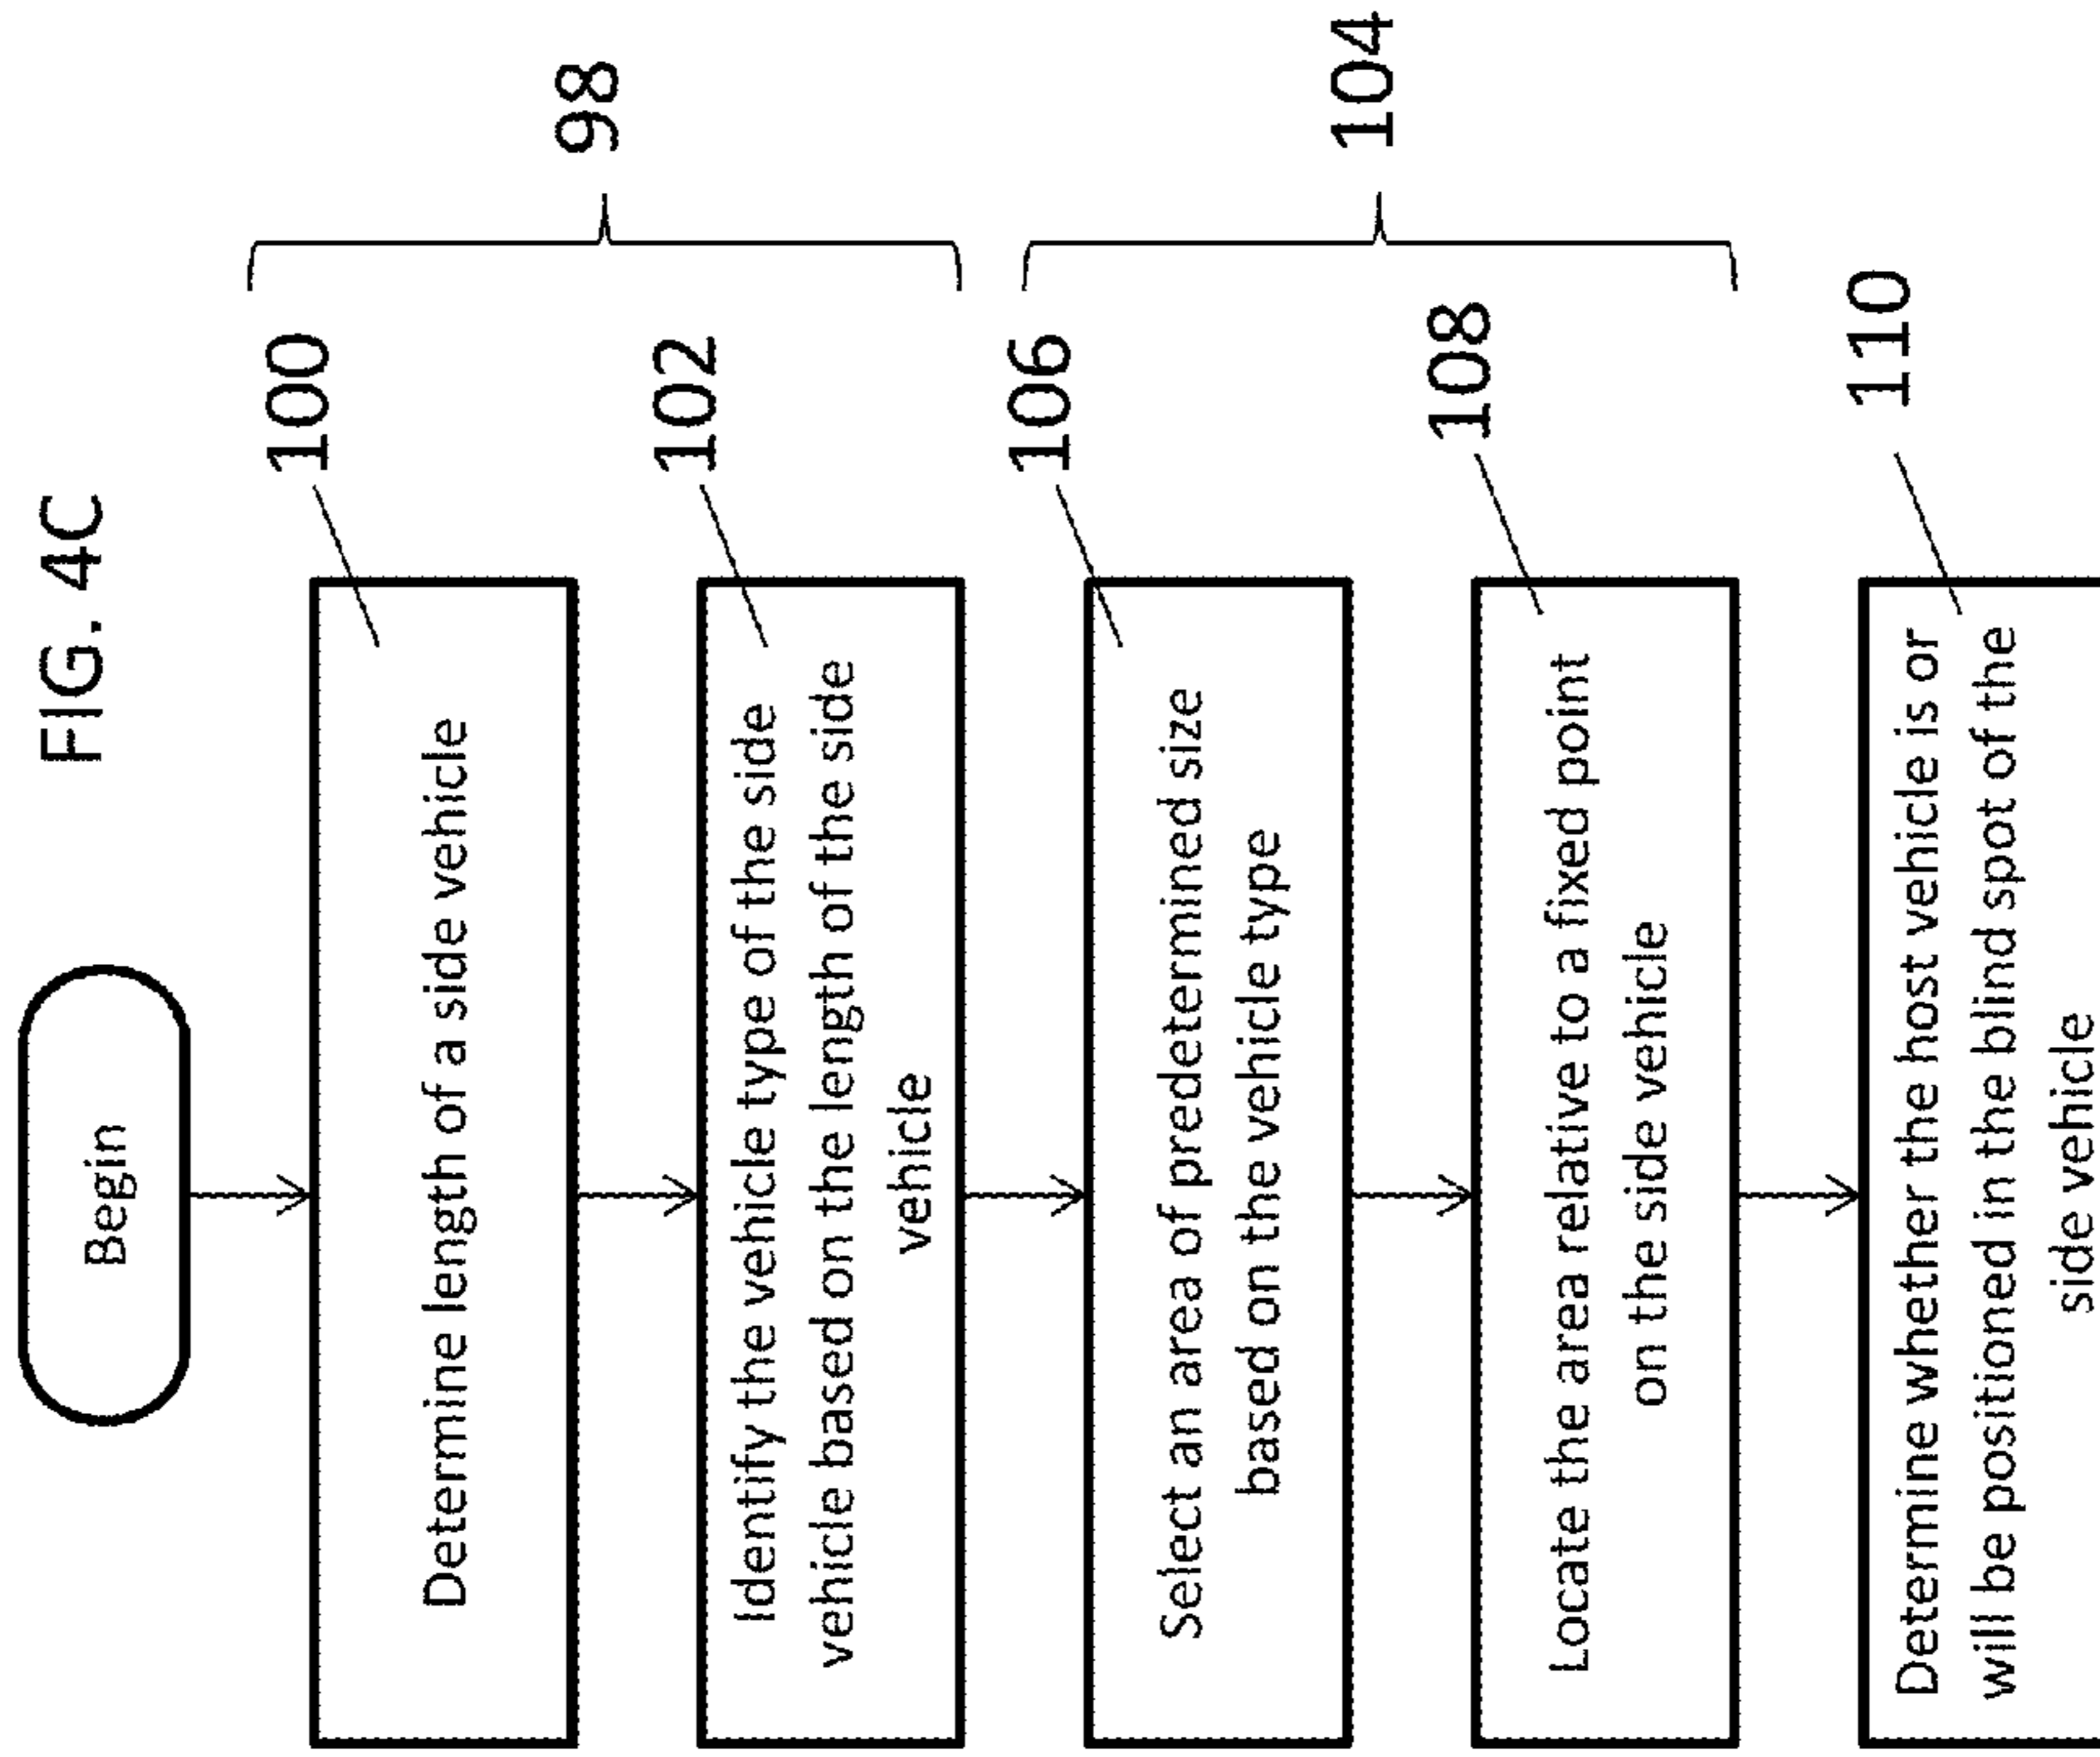 FIG. 4C
Begin
100
Determine length of a side vehicle
98
102
Identify the vehicle type of the side
vehicle based on the length of the side
vehicle
106
Select an area of predetermined size
based on the vehicle type
104
108
Locate the area relative to a fixed point
on the side vehicle
110
Determine whether the host vehicle is or
will be positioned in the blind spot of the
side vehicle